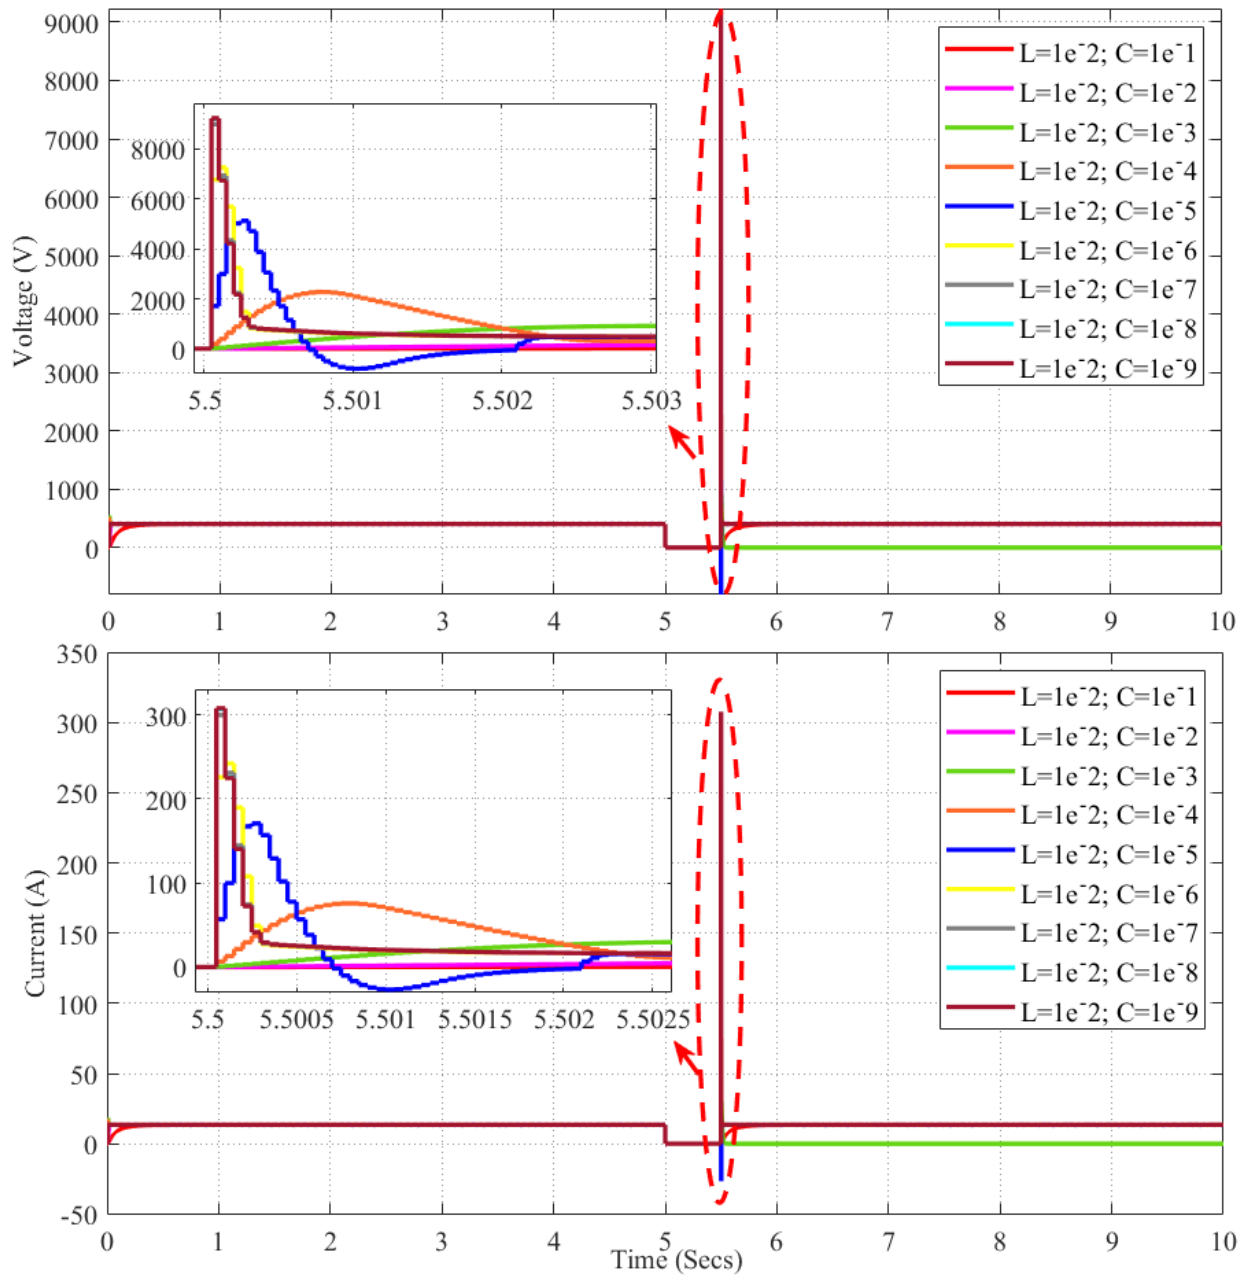 9000
8000
7000
6000
5000
4000
3000
2000
1000
0
Voltage (V)
L=1e⁻2; C=1e⁻1
L=1e⁻2; C=1e⁻2
L=1e⁻2; C=1e⁻3
L=1e⁻2; C=1e⁻4
L=1e⁻2; C=1e⁻5
L=1e⁻2; C=1e⁻6
L=1e⁻2; C=1e⁻7
L=1e⁻2; C=1e⁻8
L=1e⁻2; C=1e⁻9
8000
6000
4000
2000
0
5.5 5.501 5.502 5.503
0 1 2 3 4 5 6 7 8 9 10
350
300
250
200
150
100
50
0
-50
Current (A)
L=1e⁻2; C=1e⁻1
L=1e⁻2; C=1e⁻2
L=1e⁻2; C=1e⁻3
L=1e⁻2; C=1e⁻4
L=1e⁻2; C=1e⁻5
L=1e⁻2; C=1e⁻6
L=1e⁻2; C=1e⁻7
L=1e⁻2; C=1e⁻8
L=1e⁻2; C=1e⁻9
300
200
100
0
5.5 5.5005 5.501 5.5015 5.502 5.5025
0 1 2 3 4 5 6 7 8 9 10
Time (Secs)